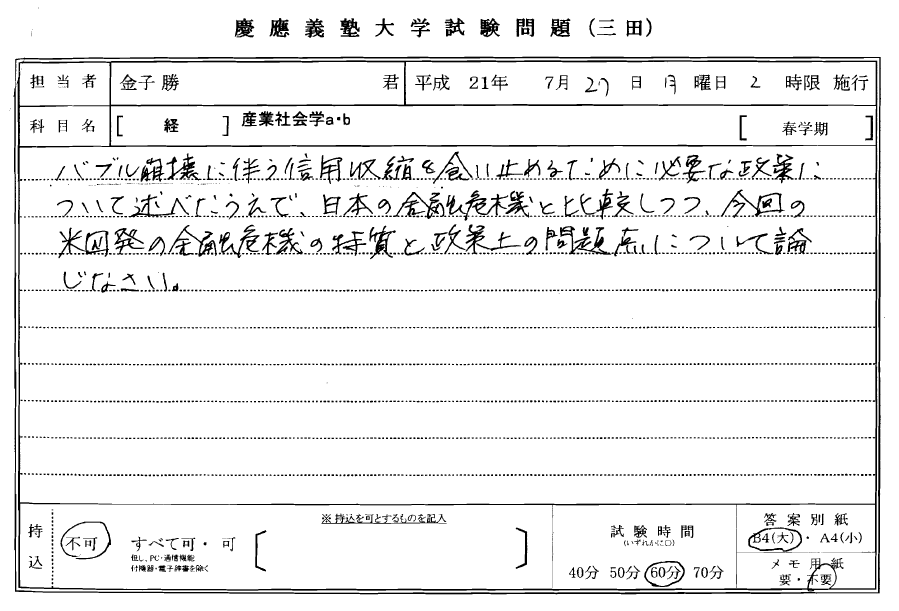 慶應義塾大学試験問題(三田)
担当者 金子 勝 君 平成 21年 7月 27日 月 曜日 2 時限 施行
科目名 [ 経 ] 産業社会学a・b [ 春学期 ]
バブル崩壊に伴う信用収縮を食い止めるために必要な政策に
ついて述べたうえで、日本の金融危機と比較しつつ、今回の
米国発の金融危機の特質と政策上の問題点について論
じなさい。
持込 不可 すべて可・可 [ ]
但し、PC・通信機能
付機器・電子辞書を除く
※ 持込を可とするものを記入
試験時間
(いずれかに○)
40分 50分 60分 70分
答案別紙
B4(大)・A4(小)
メモ用紙
要・不要